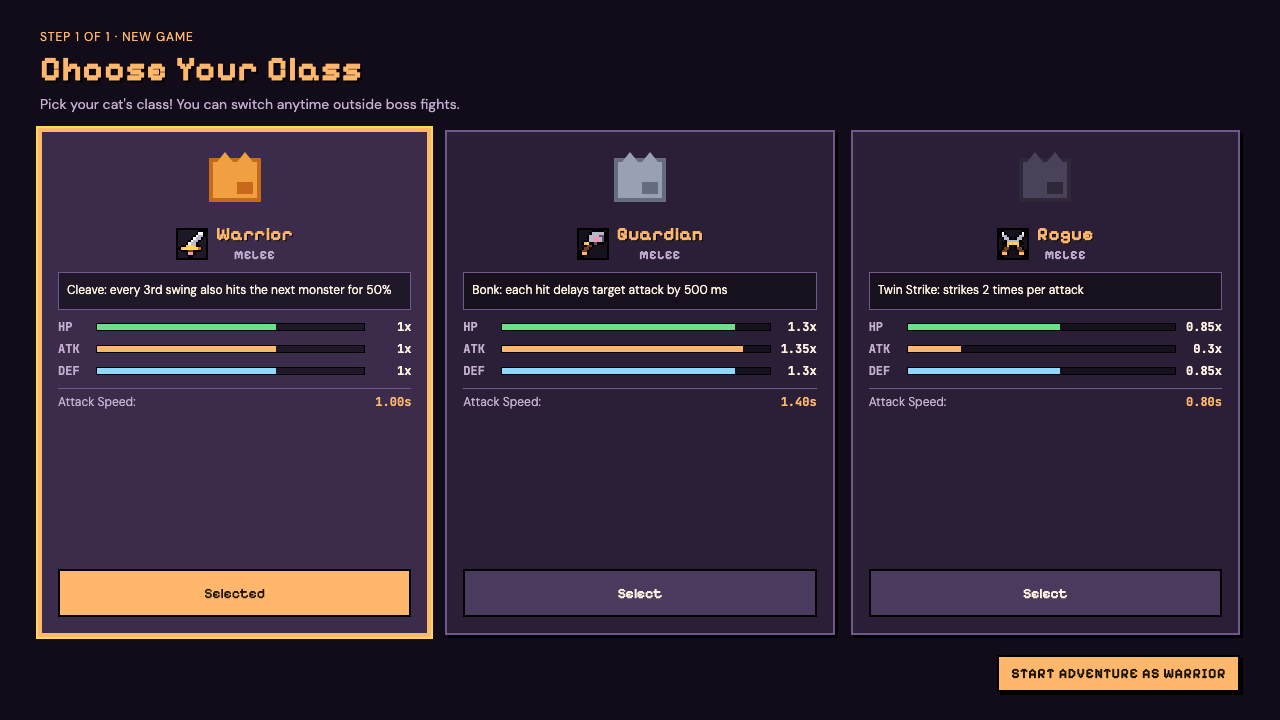 STEP 1 OF 1 · NEW GAME
Choose Your Class
Pick your cat's class! You can switch anytime outside boss fights.
Warrior
MELEE
Cleave: every 3rd swing also hits the next monster for 50%
HP 1x
ATK 1x
DEF 1x
Attack Speed: 1.00s
Selected
Guardian
MELEE
Bonk: each hit delays target attack by 500 ms
HP 1.3x
ATK 1.35x
DEF 1.3x
Attack Speed: 1.40s
Select
Rogue
MELEE
Twin Strike: strikes 2 times per attack
HP 0.85x
ATK 0.3x
DEF 0.85x
Attack Speed: 0.80s
Select
START ADVENTURE AS WARRIOR